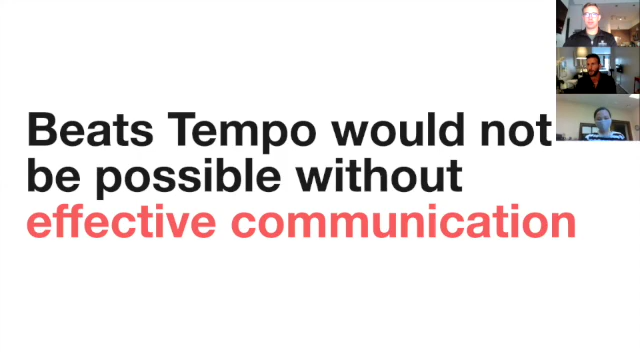 Beats Tempo would not
be possible without
effective communication